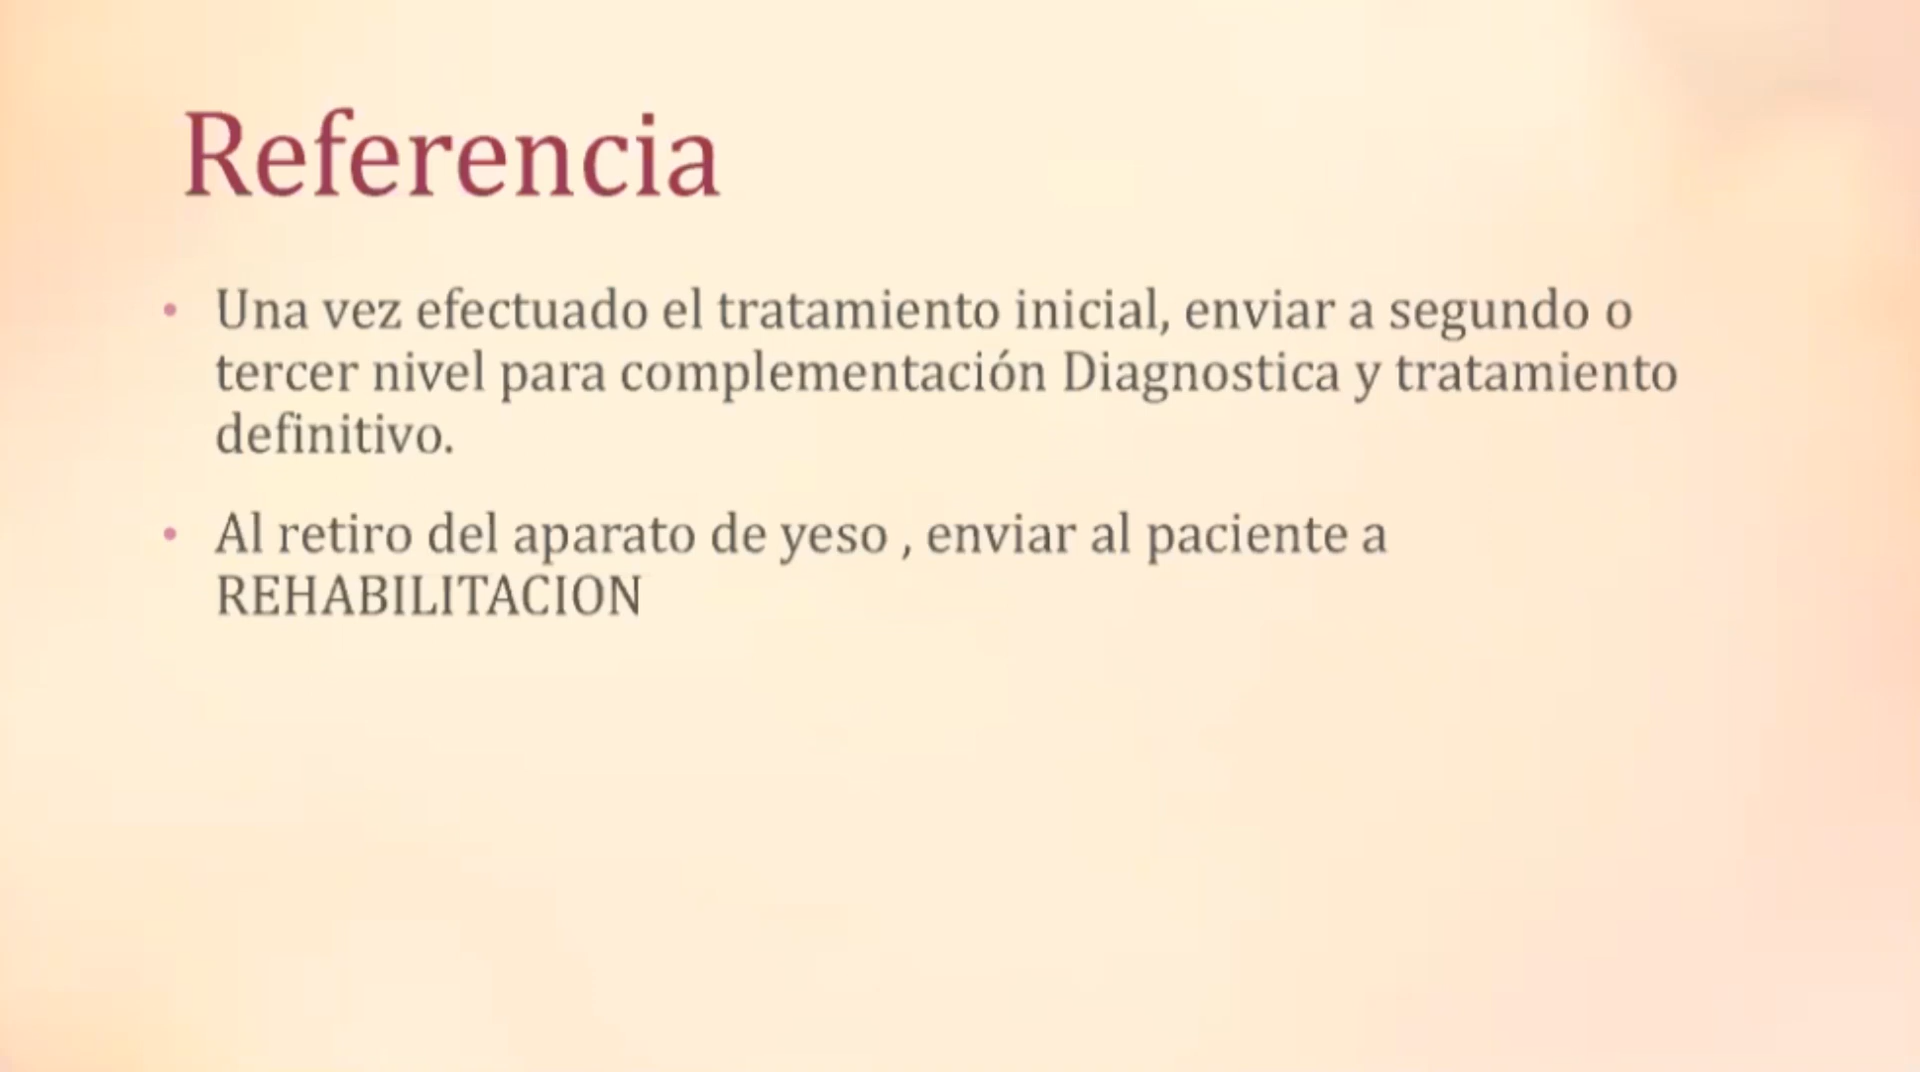 Referencia
• Una vez efectuado el tratamiento inicial, enviar a segundo o
tercer nivel para complementación Diagnostica y tratamiento
definitivo.
• Al retiro del aparato de yeso , enviar al paciente a
REHABILITACION